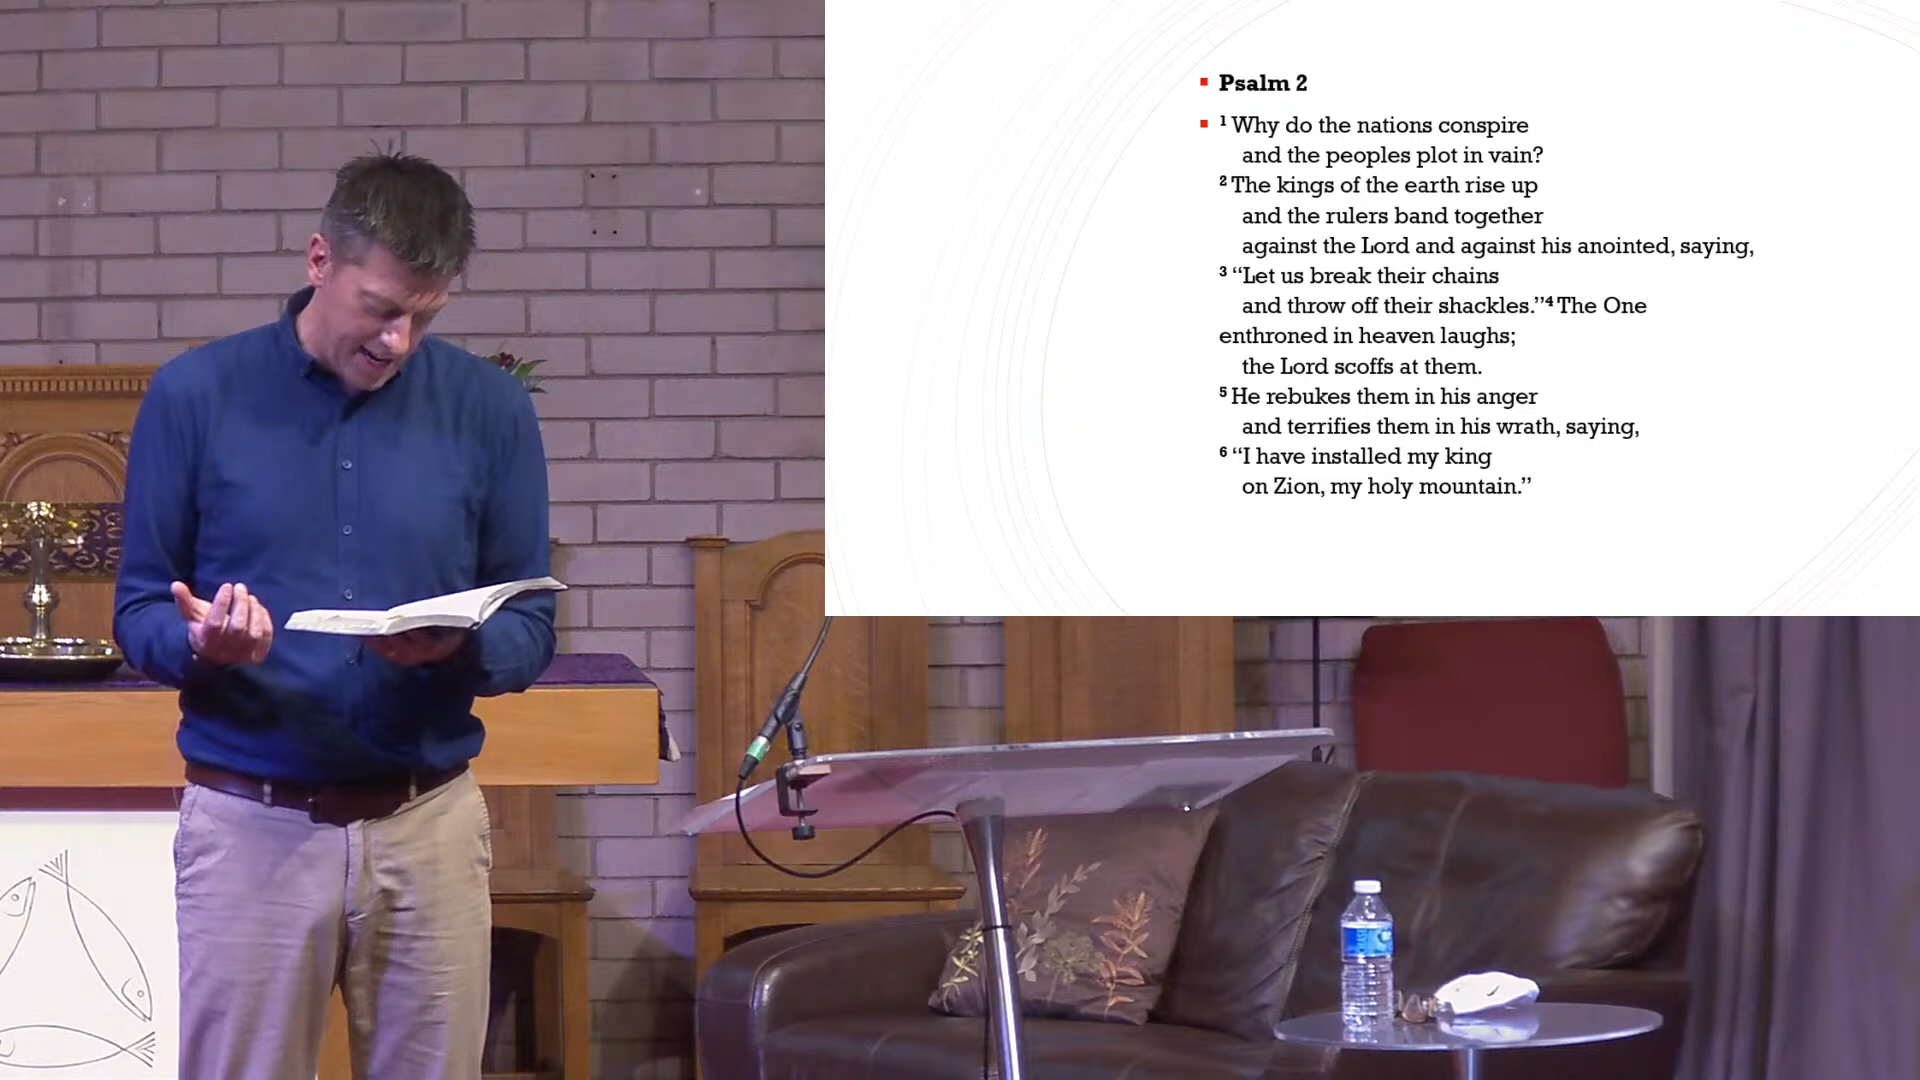 Psalm 2
1 Why do the nations conspire
and the peoples plot in vain?
2 The kings of the earth rise up
and the rulers band together
against the Lord and against his anointed, saying,
3 “Let us break their chains
and throw off their shackles.”4 The One
enthroned in heaven laughs;
the Lord scoffs at them.
5 He rebukes them in his anger
and terrifies them in his wrath, saying,
6 “I have installed my king
on Zion, my holy mountain.”